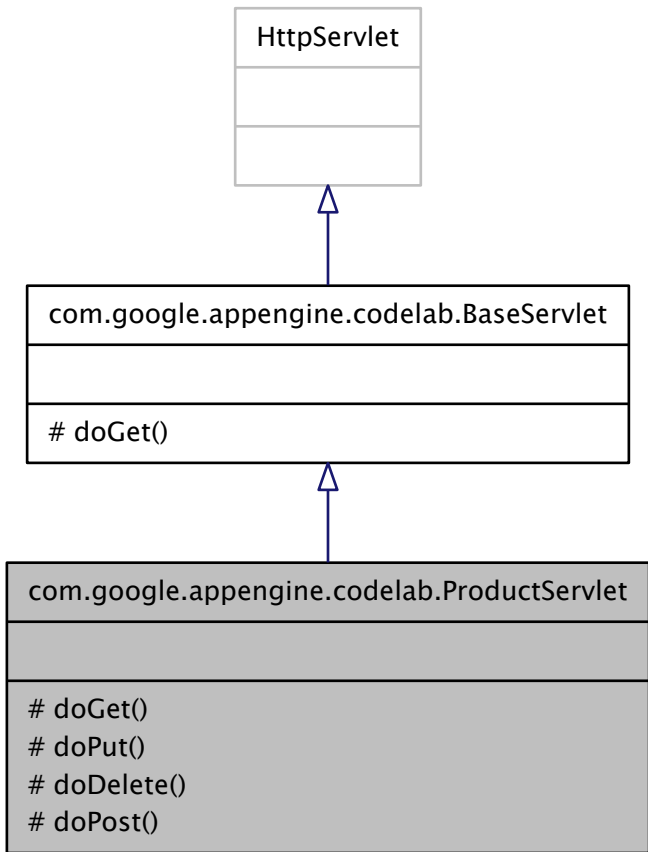 HttpServlet
com.google.appengine.codelab.BaseServlet
# doGet()
com.google.appengine.codelab.ProductServlet
# doGet()
# doPut()
# doDelete()
# doPost()